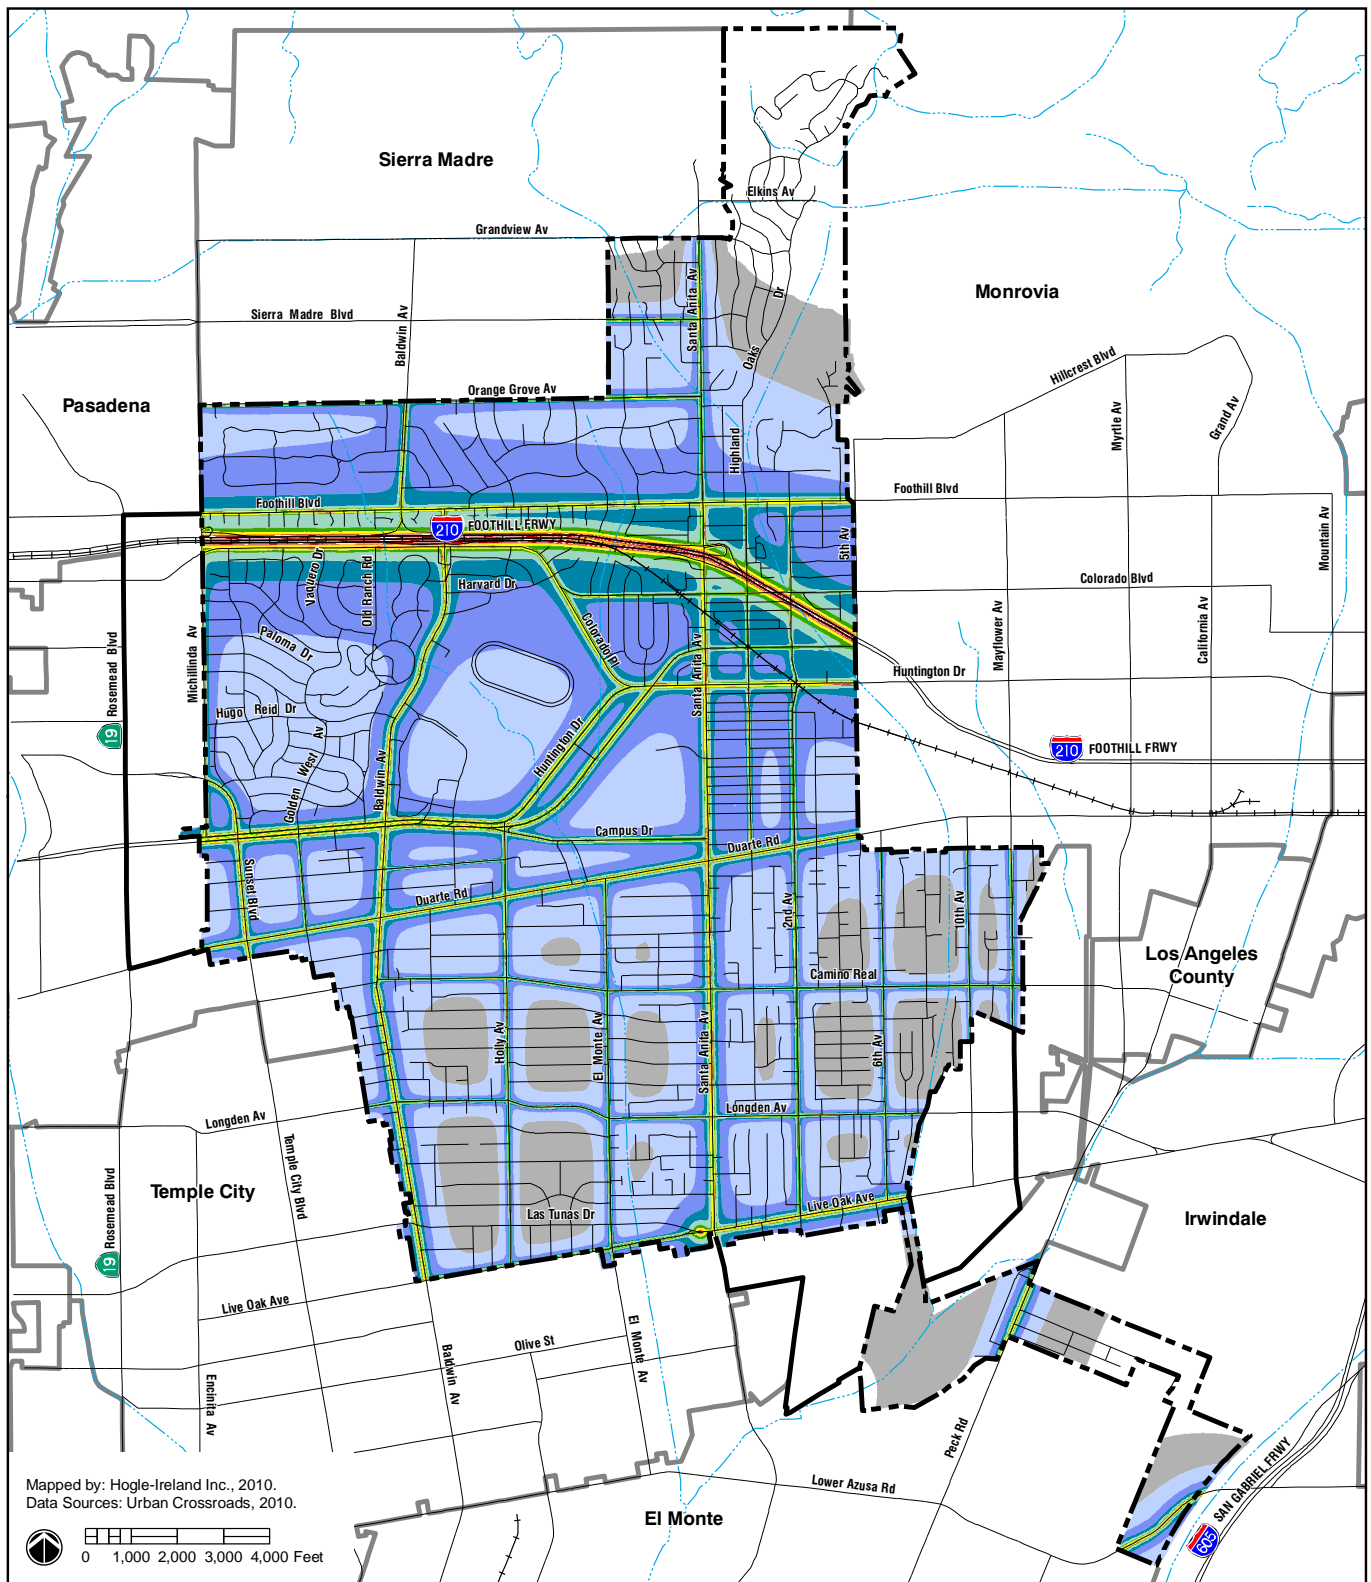 Sierra Madre
Elkins Av
Grandview Av
Santa Anita Av
Dr
Oaks
Monrovia
Sierra Madre Blvd
Baldwin Av
Hillcrest Blvd
Orange Grove Av
Pasadena
Highland
Myrtle Av
Grand Av
Foothill Blvd
Foothill Blvd
210
FOOTHILL FRWY
5th Av
Mountain Av
Vaquero Dr
Old Ranch Rd
Harvard Dr
Colorado Blvd
Colorado Pl
Rosemead Blvd
19
Michillinda Av
Paloma Dr
Santa Anita Av
Mayflower Av
California Av
Huntington Dr
Hugo Reid Dr
Golden West Av
Baldwin Av
Huntington Dr
210
FOOTHILL FRWY
Campus Dr
Duarte Rd
Sunset Blvd
Duarte Rd
2nd Av
10th Av
Los Angeles
County
Camino Real
Holly Av
El Monte Av
Santa Anita Av
6th Av
Longden Av
Longden Av
Temple City Blvd
Rosemead Blvd
19
Temple City
Las Tunas Dr
Live Oak Ave
Irwindale
Live Oak Ave
Olive St
El Monte Av
Baldwin Av
Encinita Av
Peck Rd
Lower Azusa Rd
SAN GABRIEL FRWY
605
El Monte
Mapped by: Hogle-Ireland Inc., 2010.
Data Sources: Urban Crossroads, 2010.
0 1,000 2,000 3,000 4,000 Feet